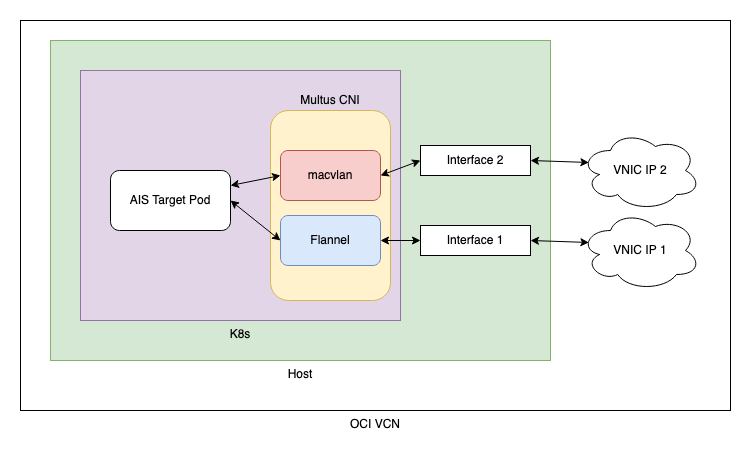 Multus CNI
macvlan
Interface 2
VNIC IP 2
AIS Target Pod
Flannel
Interface 1
VNIC IP 1
K8s
Host
OCI VCN